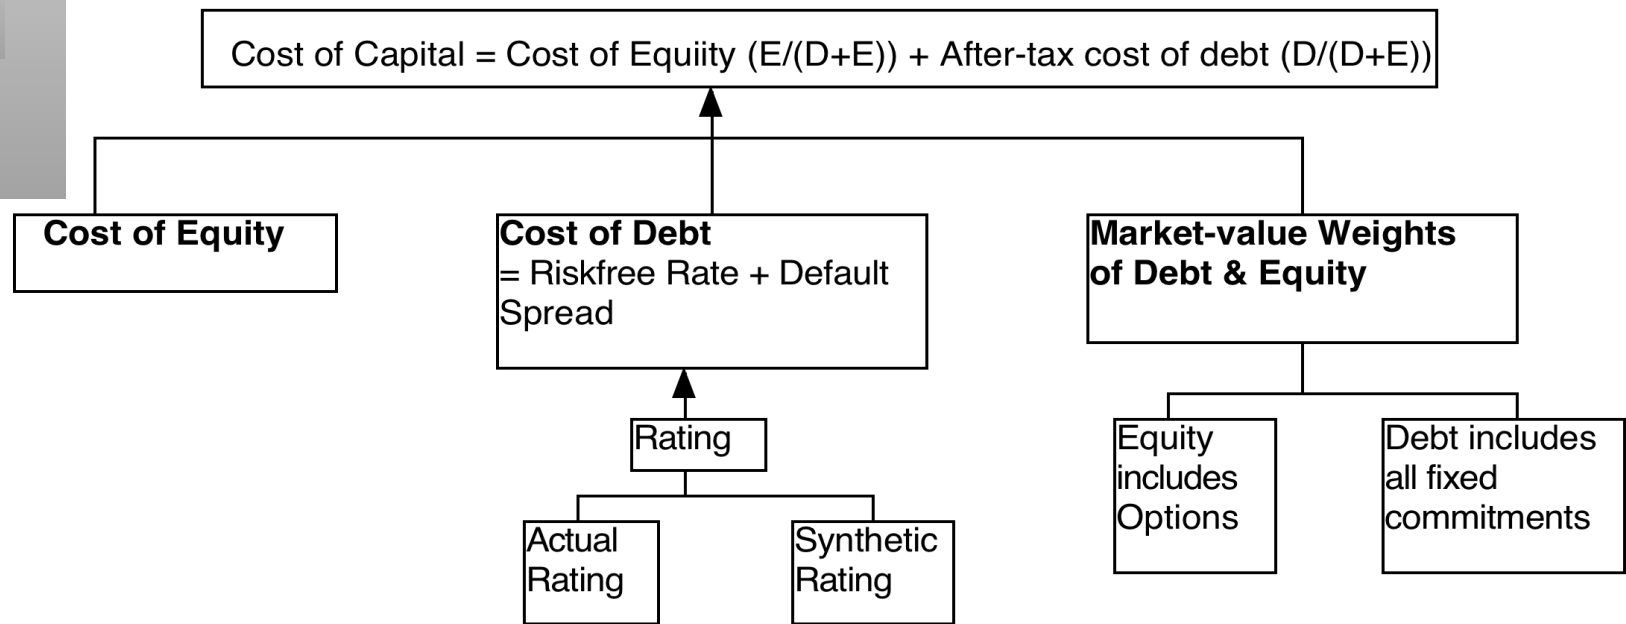 Cost of Capital = Cost of Equiity (E/(D+E)) + After-tax cost of debt (D/(D+E))
Cost of Equity
Cost of Debt
= Riskfree Rate + Default
Spread
Market-value Weights
of Debt & Equity
Rating
Actual
Rating
Synthetic
Rating
Equity
includes
Options
Debt includes
all fixed
commitments